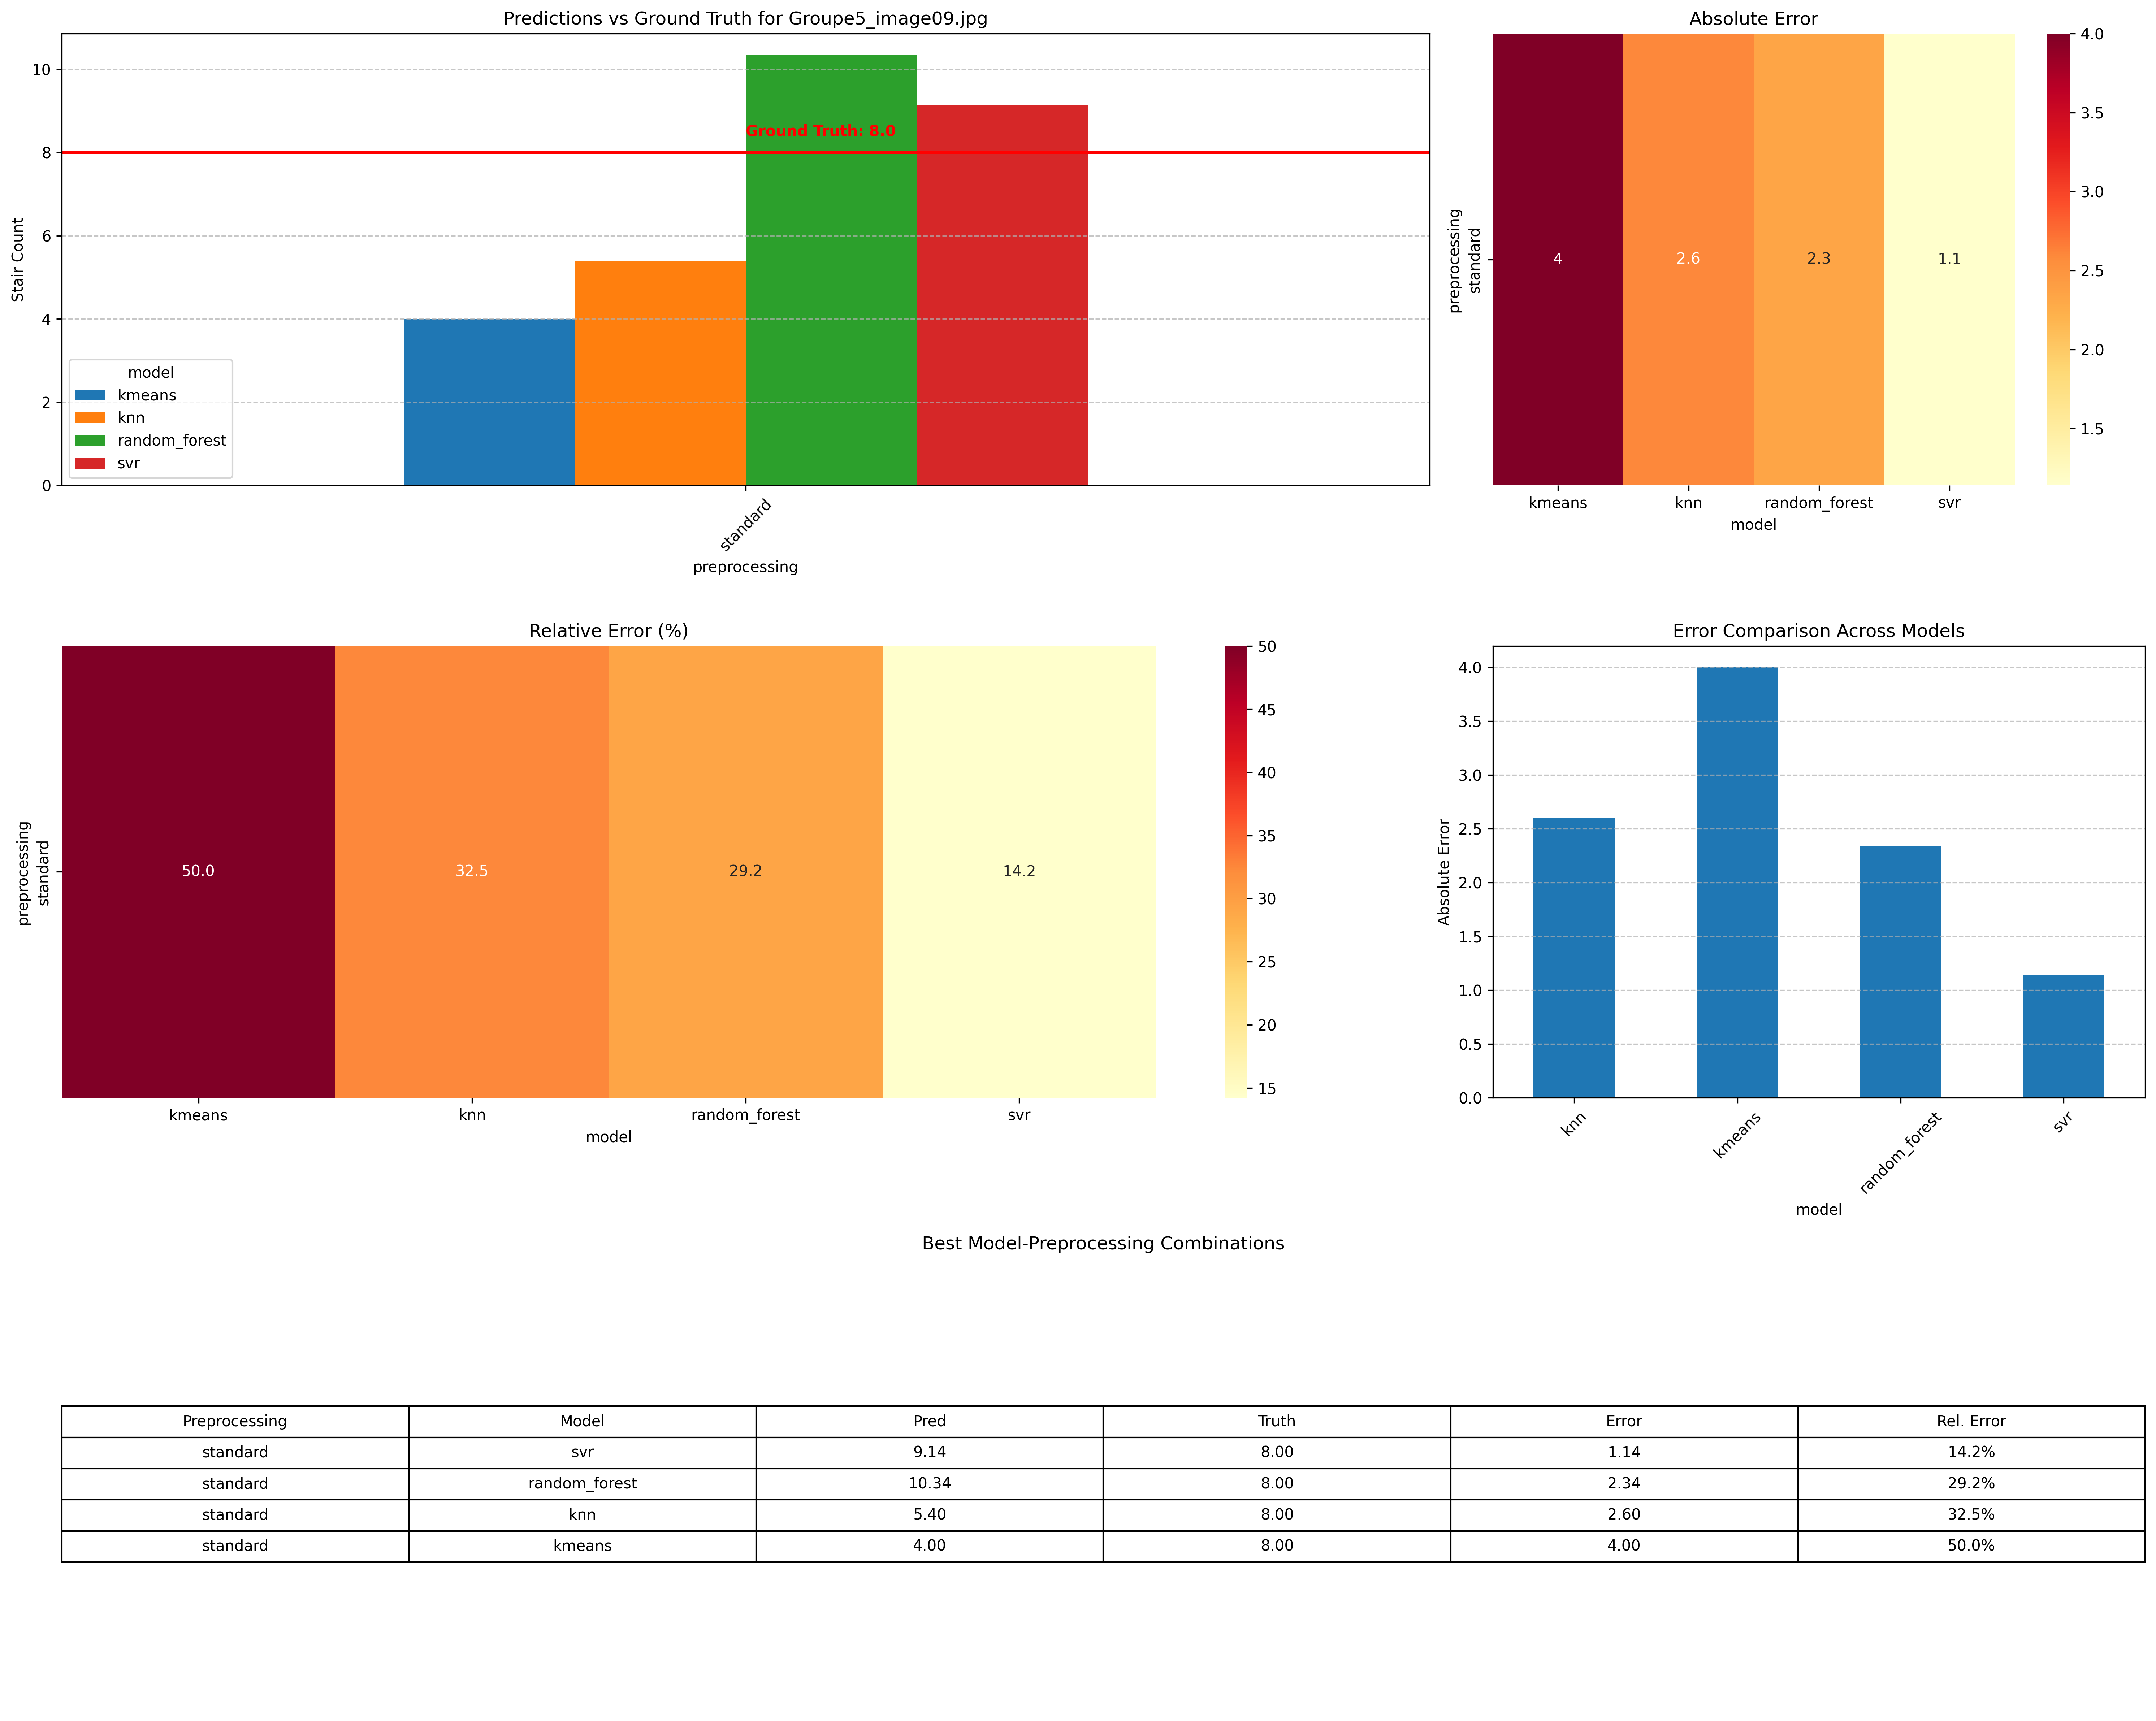 Predictions vs Ground Truth for Groupe5_image09.jpg
10
8
6
4
2
0
Stair Count
Ground Truth: 8.0
model
kmeans
knn
random_forest
svr
standard
preprocessing
Absolute Error
preprocessing
standard
4 2.6 2.3 1.1
kmeans knn random_forest svr
model
4.0
3.5
3.0
2.5
2.0
1.5
Relative Error (%)
preprocessing
standard
50.0 32.5 29.2 14.2
kmeans knn random_forest svr
model
50
45
40
35
30
25
20
15
Error Comparison Across Models
4.0
3.5
3.0
2.5
2.0
1.5
1.0
0.5
0.0
Absolute Error
knn kmeans random_forest svr
model
Best Model-Preprocessing Combinations
Preprocessing Model Pred Truth Error Rel. Error
standard svr 9.14 8.00 1.14 14.2%
standard random_forest 10.34 8.00 2.34 29.2%
standard knn 5.40 8.00 2.60 32.5%
standard kmeans 4.00 8.00 4.00 50.0%